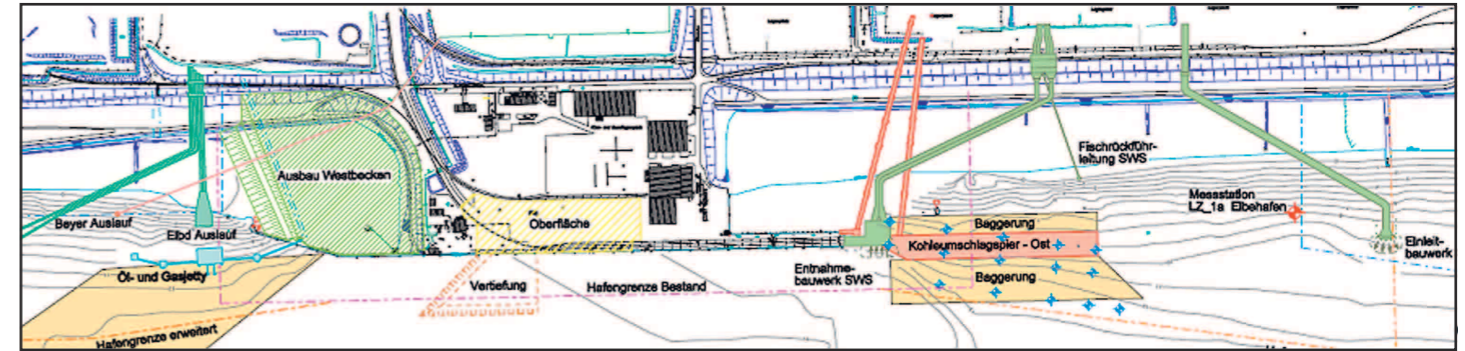 Ausbau Westbecken
Beyer Auslauf
Elbd Auslauf
Öl- und Gasjetty
Hafengrenze erweitert
Oberfläche
Vertiefung
Hafengrenze Bestand
Entnahme-
bauwerk SWS
Baggerung
Kohleumschlagspier - Ost
Baggerung
Fischrückführ-
leitung SWS
Messstation
LZ_1a Elbehafen
Einleit-
bauwerk